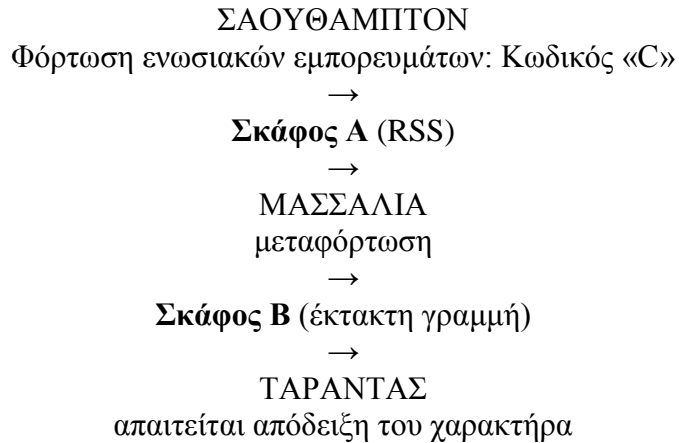 ΣΑΟΥΘΑΜΠΤΟΝ
Φόρτωση ενωσιακών εμπορευμάτων: Κωδικός «C»
→
Σκάφος A (RSS)
→
ΜΑΣΣΑΛΙΑ
μεταφόρτωση
→
Σκάφος B (έκτακτη γραμμή)
→
ΤΑΡΑΝΤΑΣ
απαιτείται απόδειξη του χαρακτήρα